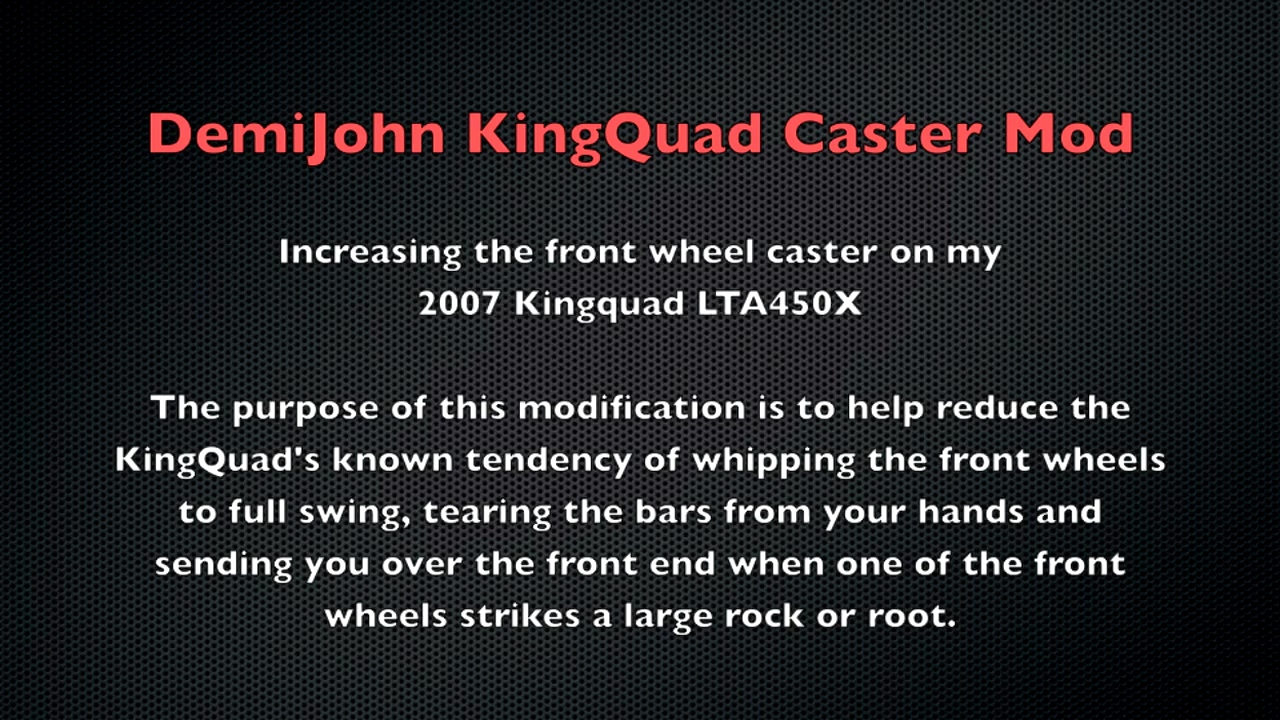 DemiJohn KingQuad Caster Mod
Increasing the front wheel caster on my
2007 Kingquad LTA450X
The purpose of this modification is to help reduce the
KingQuad's known tendency of whipping the front wheels
to full swing, tearing the bars from your hands and
sending you over the front end when one of the front
wheels strikes a large rock or root.